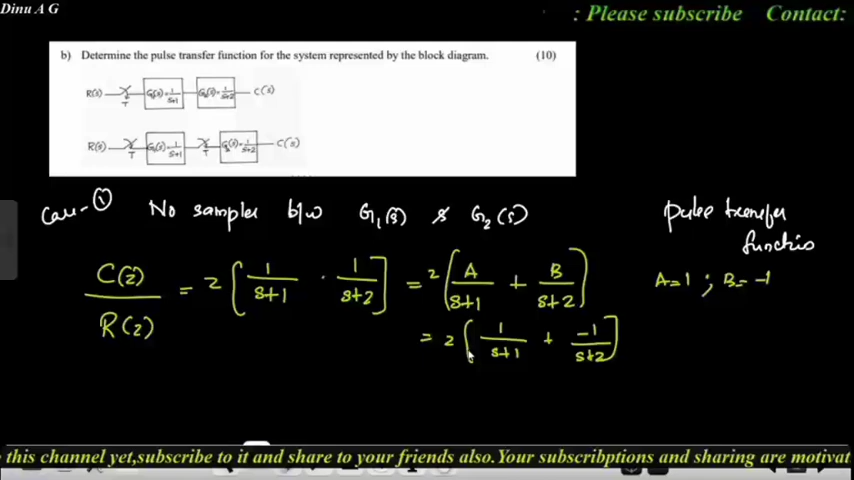 Dinu A G
: Please subscribe Contact:
b) Determine the pulse transfer function for the system represented by the block diagram. (10)
R(s) T G₁(s)=1/(s+1) G₂(s)=1/(s+2) C(s)
R(s) T G₁(s)=1/(s+1) T G₂(s)=1/(s+2) C(s)
Case-① No sampler b/w G₁(s) & G₂(s)
pulse transfer
functio
C(z)/R(z) = z[1/(s+1) · 1/(s+2)] = z[A/(s+1) + B/(s+2)] A=1 ; B=-1
= z[1/(s+1) + -1/(s+2)]
this channel yet,subscribe to it and share to your friends also.Your subscribptions and sharing are motivat